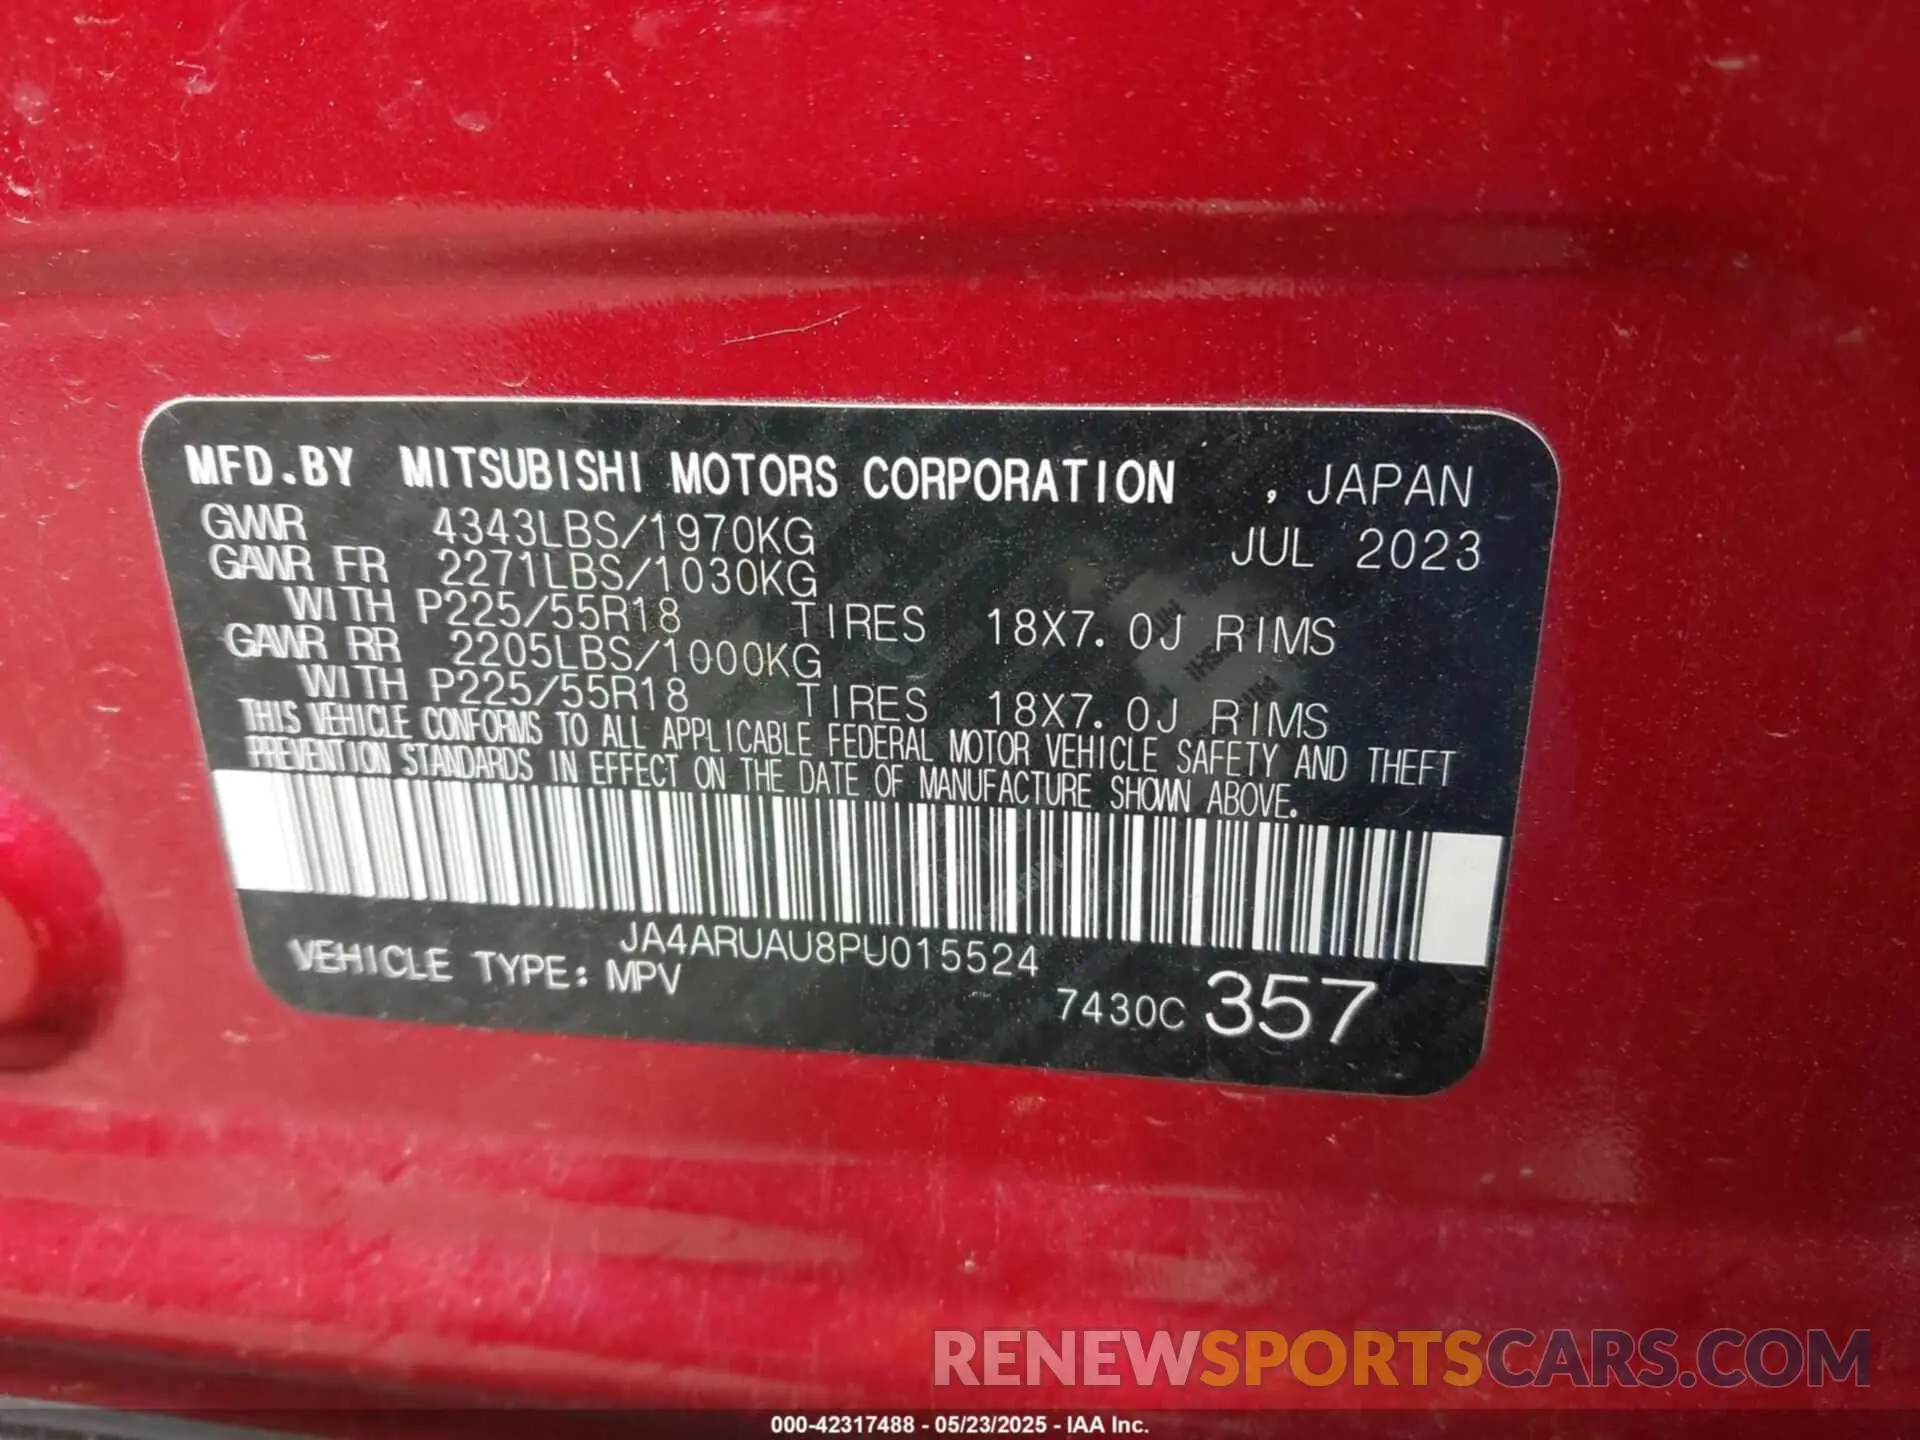 MFD.BY MITSUBISHI MOTORS CORPORATION , JAPAN
GVWR 4343LBS/1970KG JUL 2023
GAWR FR 2271LBS/1030KG
WITH P225/55R18 TIRES 18X7.0J RIMS
GAWR RR 2205LBS/1000KG
WITH P225/55R18 TIRES 18X7.0J RIMS
THIS VEHICLE CONFORMS TO ALL APPLICABLE FEDERAL MOTOR VEHICLE SAFETY AND THEFT
PREVENTION STANDARDS IN EFFECT ON THE DATE OF MANUFACTURE SHOWN ABOVE.
JA4ARUAU8PU015524
VEHICLE TYPE: MPV
7430C 357
RENEWSPORTSCARS.COM
000-42317488 - 05/23/2025 - IAA Inc.